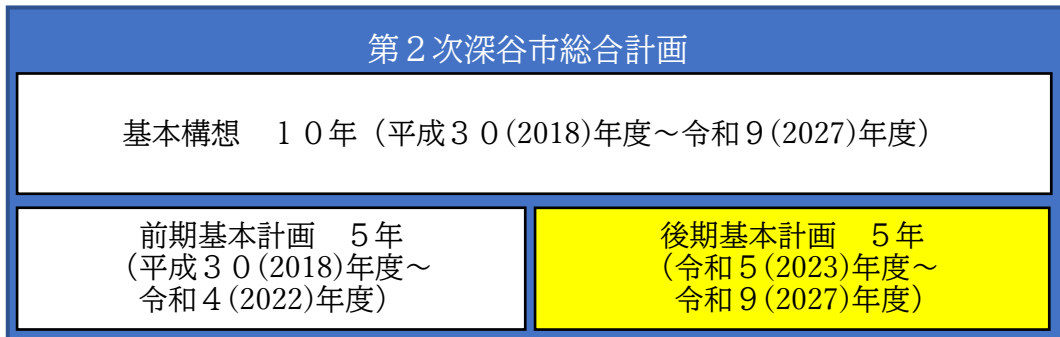 第２次深谷市総合計画
基本構想　１０年（平成３０(2018)年度～令和９(2027)年度）
前期基本計画　５年
（平成３０(2018)年度～
令和４(2022)年度）
後期基本計画　５年
（令和５(2023)年度～
令和９(2027)年度）